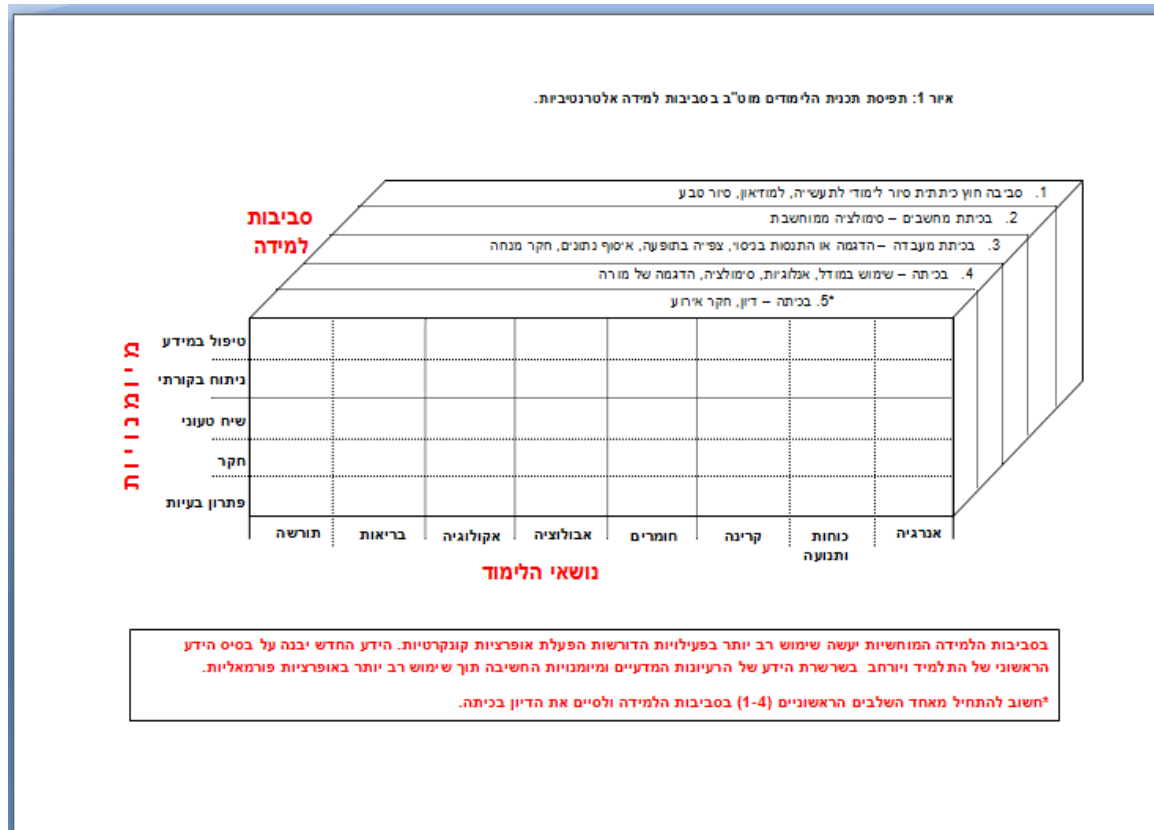 איור 1: תפיסת תכנית הלימודים מוט"ב בסביבות למידה אלטרנטיביות.
סביבות
למידה
1. סביבה חוץ כיתתית סיור לימודי לתעשייה, למוזיאון, סיור טבע
2. בכיתת מחשבים – סימולציה ממוחשבת
3. בכיתת מעבדה – הדגמה או התנסות בניסוי, צפייה בתופעה, איסוף נתונים, חקר מנחה
4. בכיתה – שימוש במודל, אנלוגיות, סימולציה, הדגמה של מורה
*5. בכיתה – דיון, חקר אירוע
מיומנויות
טיפול במידע
ניתוח בקורתי
שיח טעוני
חקר
פתרון בעיות
אנרגיה
כוחות
ותנועה
קרינה
חומרים
אבולוציה
אקולוגיה
בריאות
תורשה
נושאי הלימוד
בסביבות הלמידה המוחשיות יעשה שימוש רב יותר בפעילויות הדורשות הפעלת אופרציות קונקרטיות. הידע החדש יבנה על בסיס הידע
הראשוני של התלמיד ויורחב בשרשרת הידע של הרעיונות המדעיים ומיומנויות החשיבה תוך שימוש רב יותר באופרציות פורמאליות.
*חשוב להתחיל מאחד השלבים הראשוניים (1-4) בסביבות הלמידה ולסיים את הדיון בכיתה.